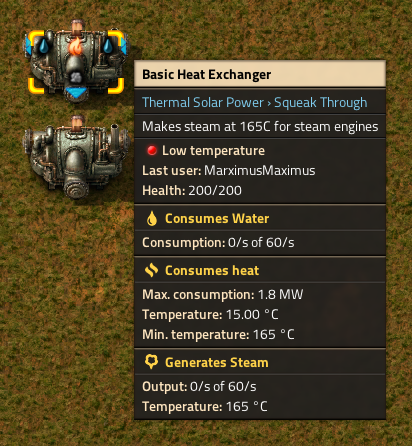 Basic Heat Exchanger
Thermal Solar Power › Squeak Through
Makes steam at 165C for steam engines
Low temperature
Last user: MarximusMaximus
Health: 200/200
Consumes Water
Consumption: 0/s of 60/s
Consumes heat
Max. consumption: 1.8 MW
Temperature: 15.00 °C
Min. temperature: 165 °C
Generates Steam
Output: 0/s of 60/s
Temperature: 165 °C